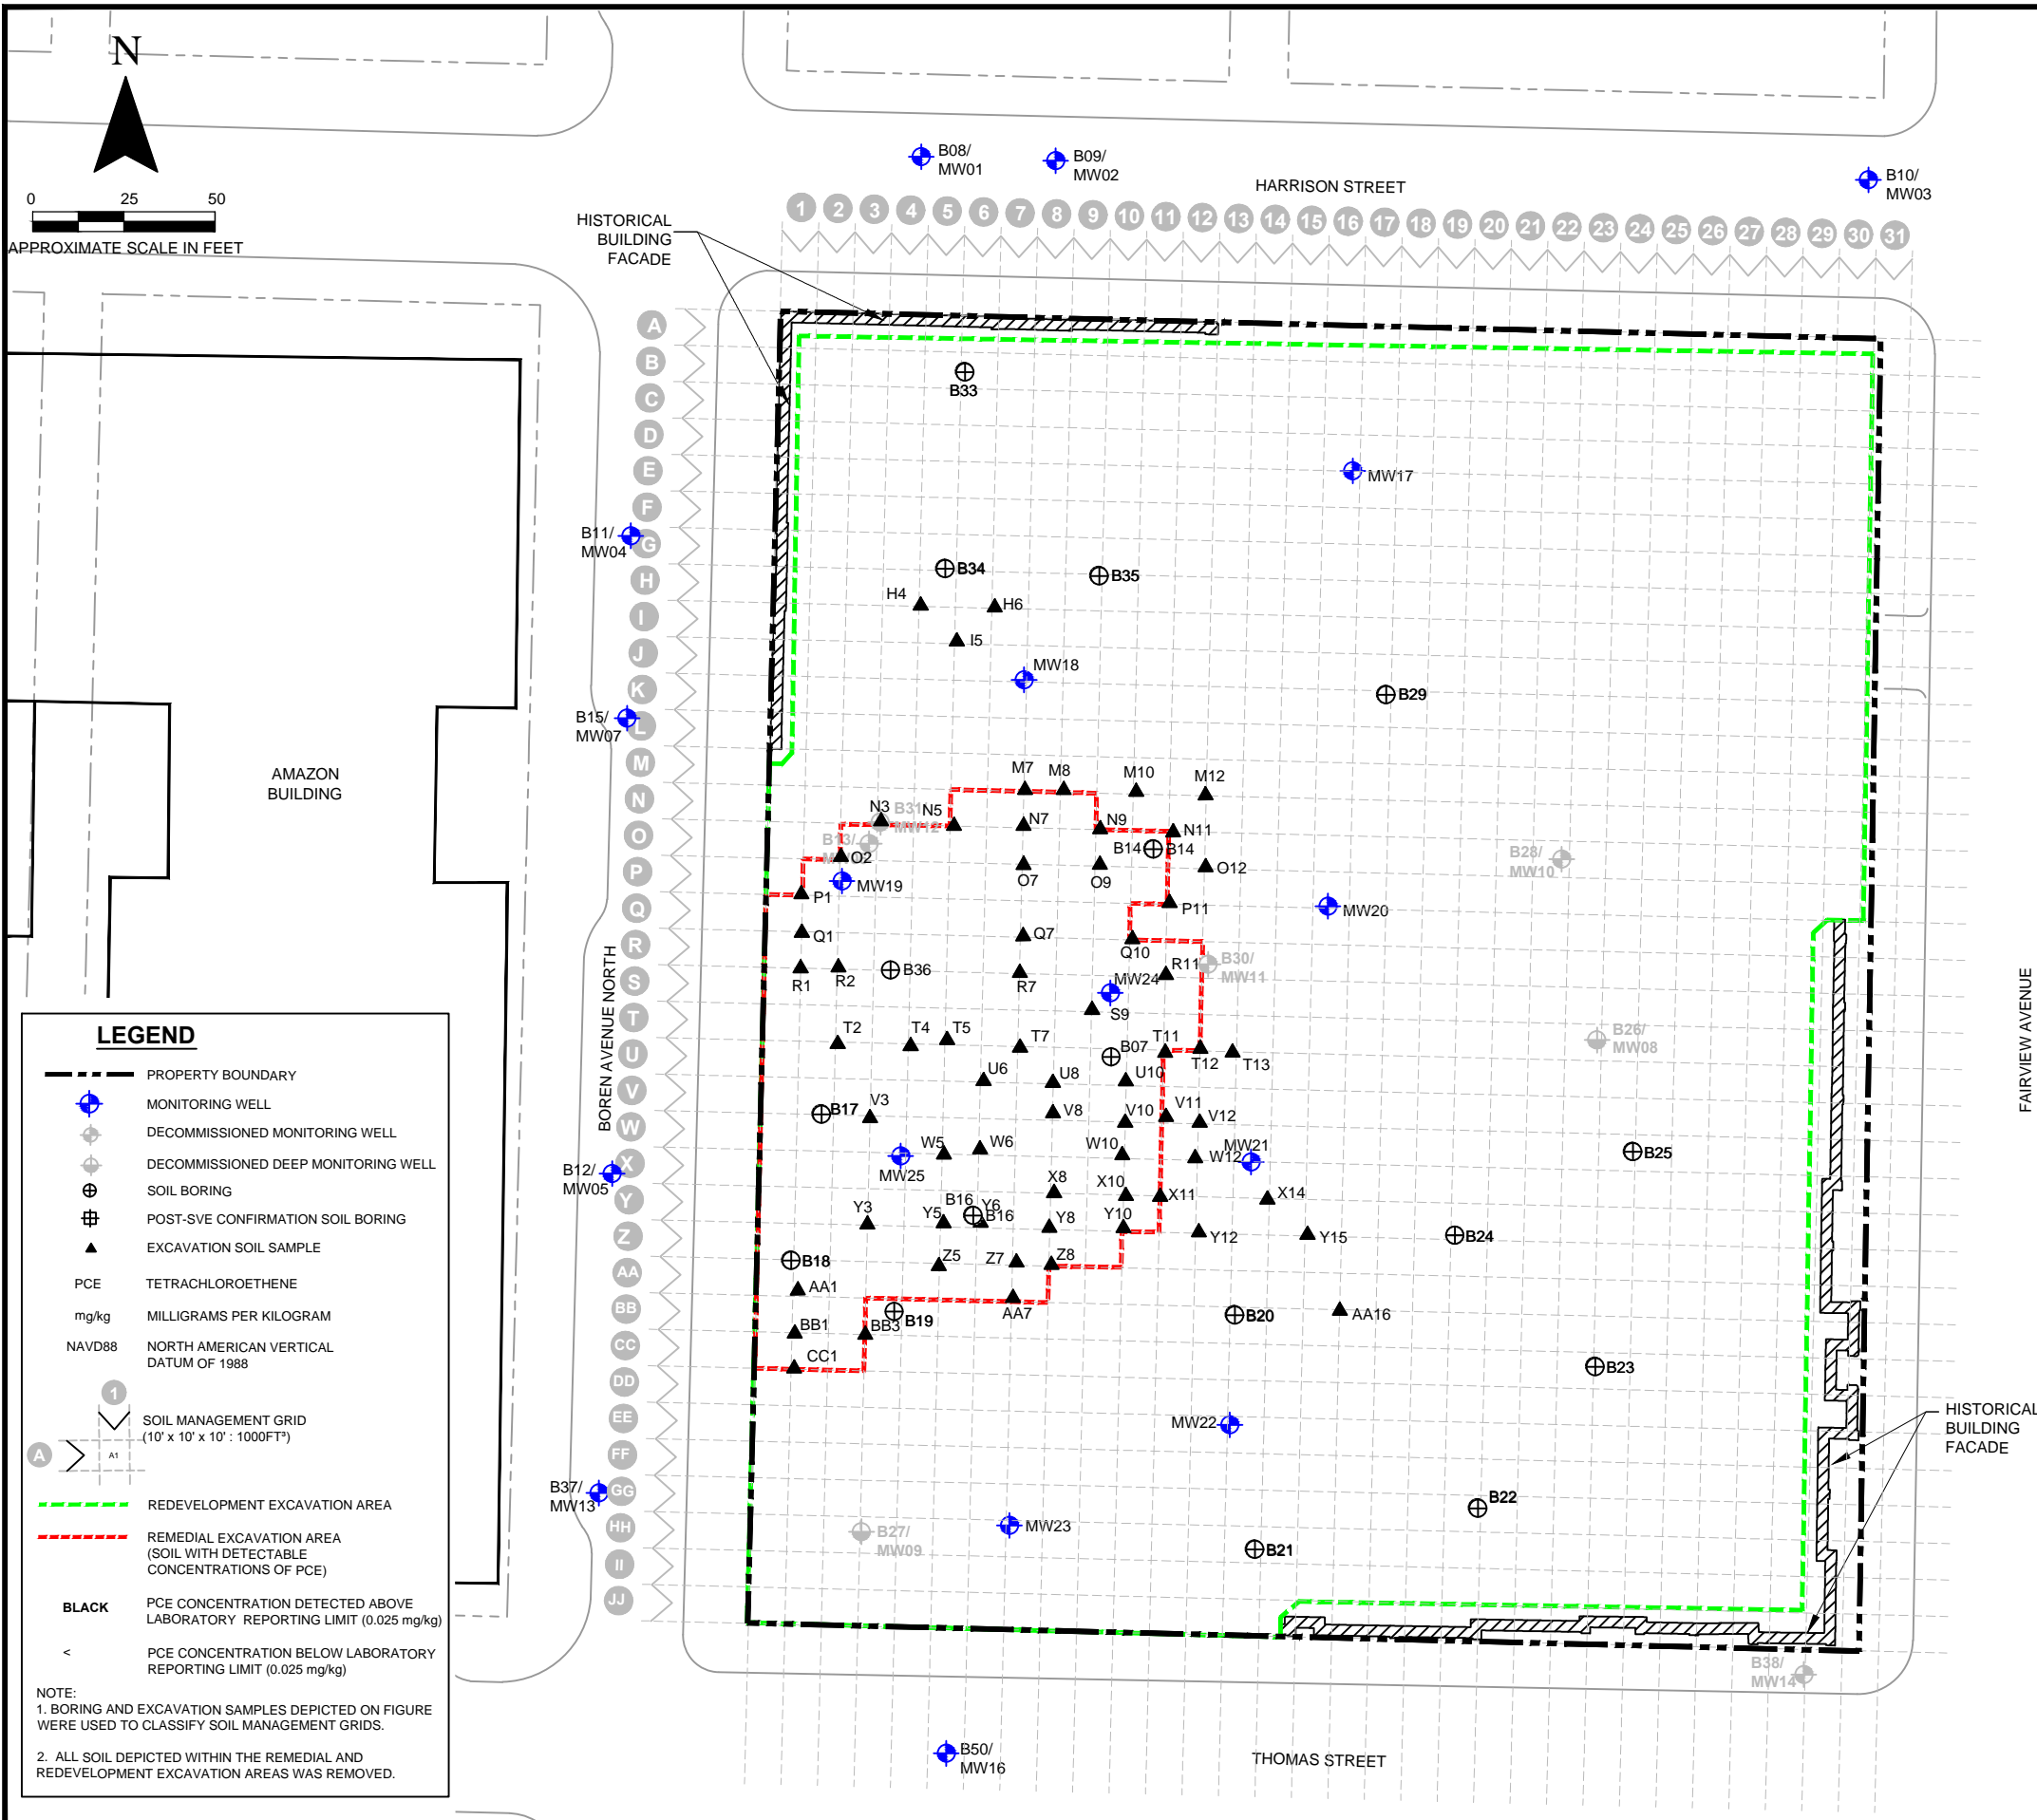 N
0 25 50
APPROXIMATE SCALE IN FEET
B08/
MW01
B09/
MW02
B10/
MW03
HARRISON STREET
HISTORICAL
BUILDING
FACADE
1 2 3 4 5 6 7 8 9 10 11 12 13 14 15 16 17 18 19 20 21 22 23 24 25 26 27 28 29 30 31
A
B
C
D
E
F
G
H
I
J
K
L
M
N
O
P
Q
R
S
T
U
V
W
X
Y
Z
AA
BB
CC
DD
EE
FF
GG
HH
II
JJ
B33
MW17
B11/
MW04
B34
B35
H4
H6
I5
MW18
B29
B15/
MW07
AMAZON
BUILDING
M7
M8
M10
M12
N3
B31
MW12
N5
N7
N9
N11
B13/
O2
B14
B14
O7
O9
O12
B28/
MW10
P1
MW19
P11
MW20
Q1
Q7
Q10
R1
R2
B36
R7
MW24
R11
B30/
MW11
S9
BOREN AVENUE NORTH
FAIRVIEW AVENUE
T2
T4
T5
T7
B07
T11
T12
T13
B26/
MW08
U6
U8
U10
B17
V3
V8
V10
V11
V12
B12/
MW05
MW25
W5
W6
W10
W12
MW21
B25
X8
X10
X11
X14
Y3
Y5
B16
Y6
B16
Y8
Y10
Y12
Y15
B24
B18
Z5
Z7
Z8
AA1
AA7
AA16
B19
B20
BB1
BB3
CC1
B23
MW22
HISTORICAL
BUILDING
FACADE
B37/
MW13
B27/
MW09
MW23
B22
B21
B38/
MW14
B50/
MW16
THOMAS STREET
LEGEND
PROPERTY BOUNDARY
MONITORING WELL
DECOMMISSIONED MONITORING WELL
DECOMMISSIONED DEEP MONITORING WELL
SOIL BORING
POST-SVE CONFIRMATION SOIL BORING
EXCAVATION SOIL SAMPLE
PCE TETRACHLOROETHENE
mg/kg MILLIGRAMS PER KILOGRAM
NAVD88 NORTH AMERICAN VERTICAL
DATUM OF 1988
1
A
A1
SOIL MANAGEMENT GRID
(10' x 10' x 10' : 1000FT³)
REDEVELOPMENT EXCAVATION AREA
REMEDIAL EXCAVATION AREA
(SOIL WITH DETECTABLE
CONCENTRATIONS OF PCE)
BLACK PCE CONCENTRATION DETECTED ABOVE
LABORATORY REPORTING LIMIT (0.025 mg/kg)
< PCE CONCENTRATION BELOW LABORATORY
REPORTING LIMIT (0.025 mg/kg)
NOTE:
1. BORING AND EXCAVATION SAMPLES DEPICTED ON FIGURE
WERE USED TO CLASSIFY SOIL MANAGEMENT GRIDS.
2. ALL SOIL DEPICTED WITHIN THE REMEDIAL AND
REDEVELOPMENT EXCAVATION AREAS WAS REMOVED.